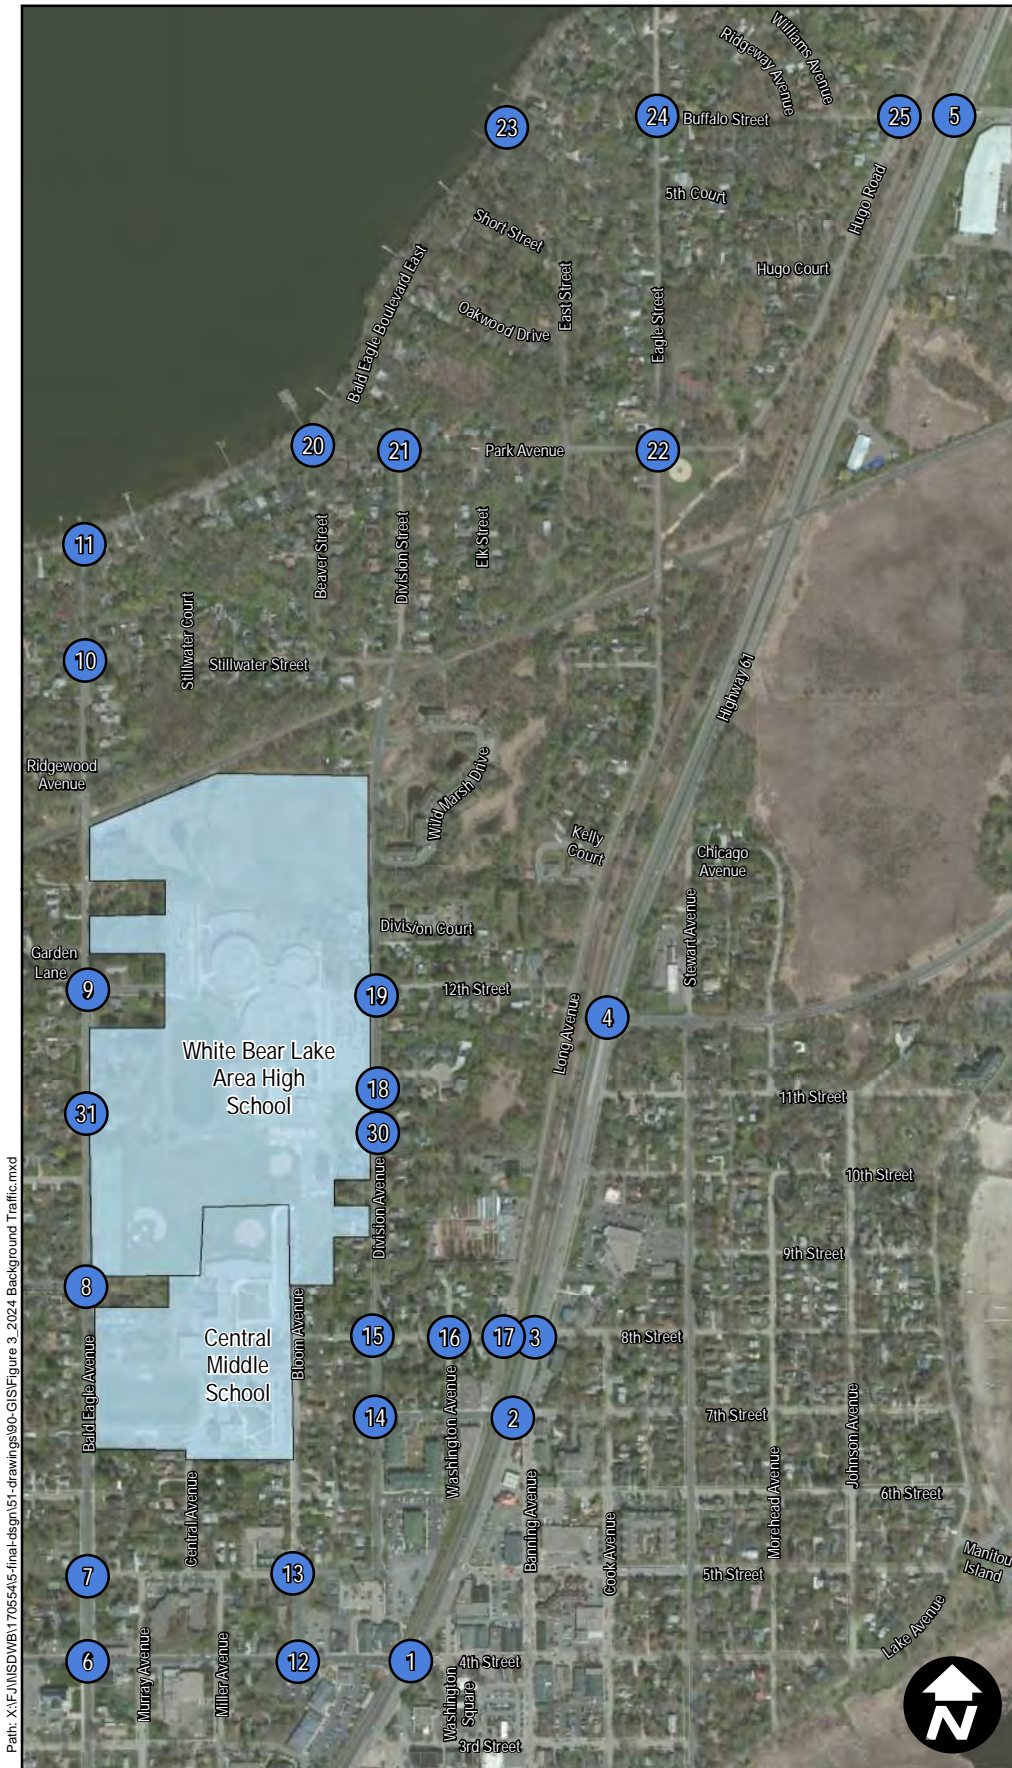 Williams Avenue
Ridgeway Avenue
23
24
Buffalo Street
25
5
5th Court
Hugo Road
Short Street
Hugo Court
East Street
Bald Eagle Boulevard East
Oakwood Drive
Eagle Street
20
21
Park Avenue
22
11
Beaver Street
Division Street
Elk Street
Stillwater Court
10
Stillwater Street
Highway 61
Ridgewood
Avenue
Wild Marsh Drive
Kelly
Court
Chicago
Avenue
Stewart Avenue
Division Court
Garden
Lane
9
19
12th Street
Long Avenue
4
White Bear Lake
Area High
School
18
11th Street
31
30
Division Avenue
10th Street
9th Street
8
Bloom Avenue
15
16
17
3
8th Street
Central
Middle
School
Bald Eagle Avenue
14
Washington Avenue
2
7th Street
Johnson Avenue
Morehead Avenue
6th Street
Central Avenue
Banning Avenue
Cook Avenue
7
13
5th Street
Manitou
Island
Lake Avenue
6
Murray Avenue
Miller Avenue
12
1
4th Street
Washington
Square
3rd Street
N
Path: X:\FJ\I\ISDWB\170554\5-final-dsgn\51-drawings\90-GIS\Figure 3_2024 Background Traffic.mxd